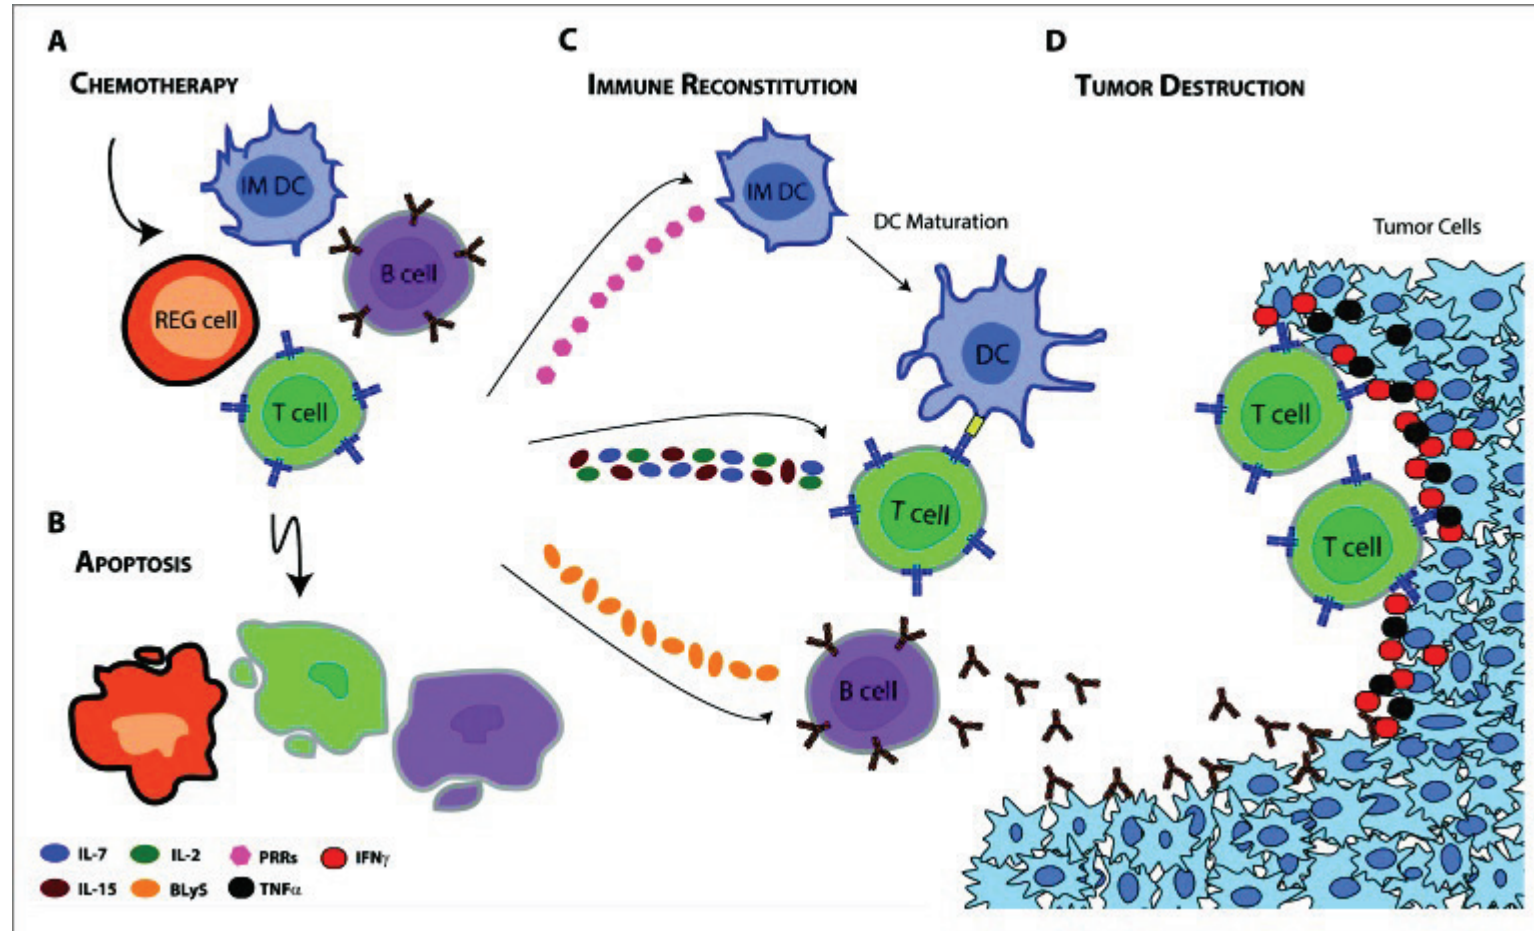 A
CHEMOTHERAPY
IM DC
B cell
REG cell
T cell
B
APOPTOSIS
C
IMMUNE RECONSTITUTION
IM DC
DC Maturation
DC
T cell
B cell
D
TUMOR DESTRUCTION
Tumor Cells
T cell
T cell
IL-7 IL-2 PRRs IFNγ
IL-15 BLyS TNFα